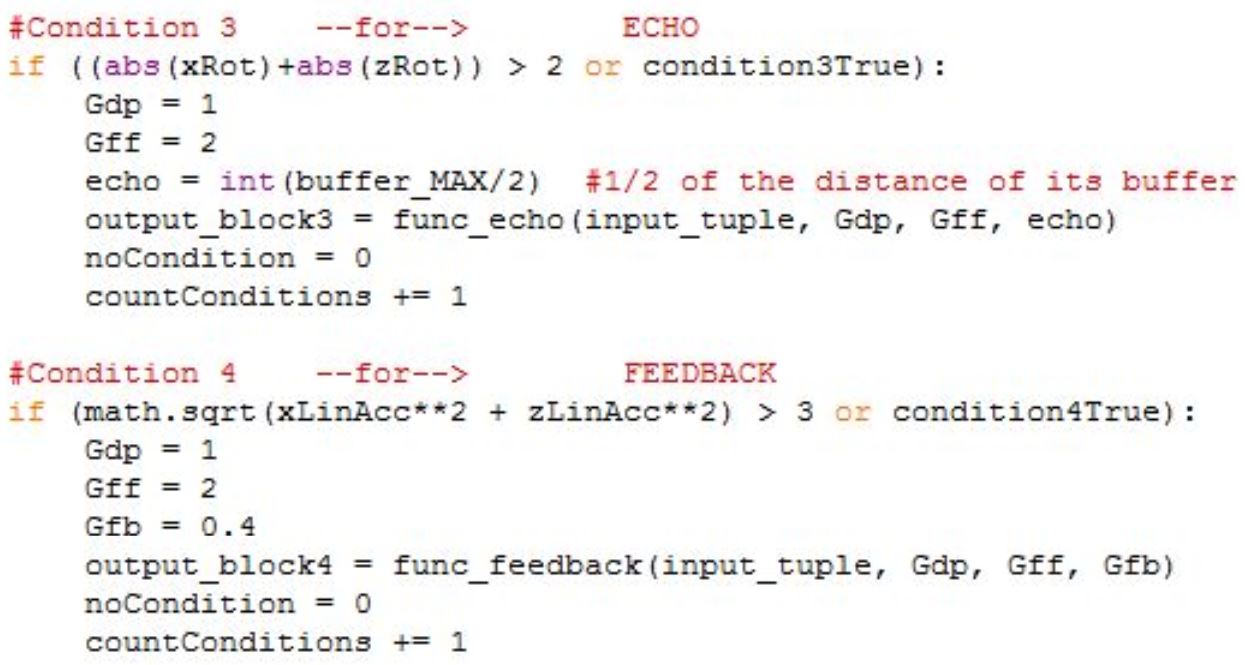 #Condition 3    --for-->        ECHO
if ((abs(xRot)+abs(zRot)) > 2 or condition3True):
    Gdp = 1
    Gff = 2
    echo = int(buffer_MAX/2)  #1/2 of the distance of its buffer
    output_block3 = func_echo(input_tuple, Gdp, Gff, echo)
    noCondition = 0
    countConditions += 1

#Condition 4    --for-->        FEEDBACK
if (math.sqrt(xLinAcc**2 + zLinAcc**2) > 3 or condition4True):
    Gdp = 1
    Gff = 2
    Gfb = 0.4
    output_block4 = func_feedback(input_tuple, Gdp, Gff, Gfb)
    noCondition = 0
    countConditions += 1